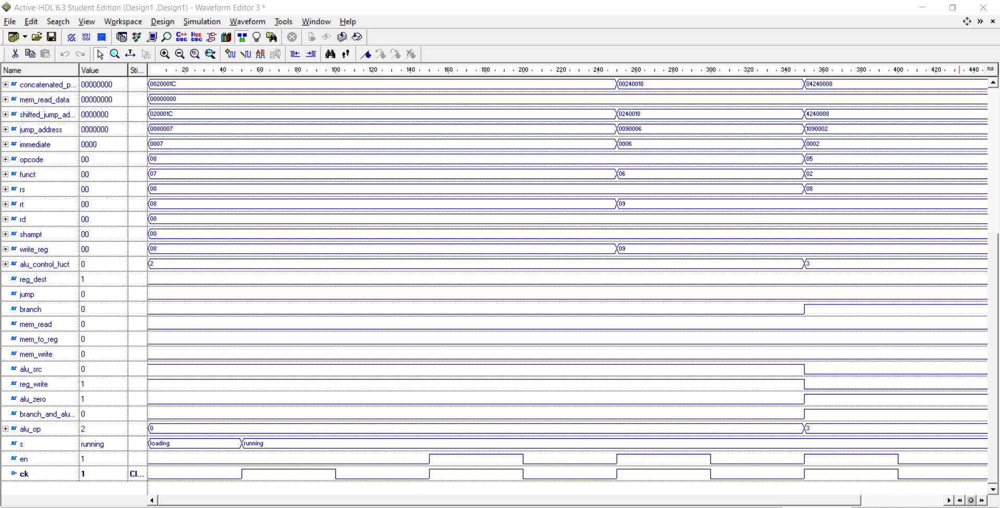 Active-HDL 6.3 Student Edition (Design1 ,Design1) - Waveform Editor 3 *
File Edit Search View Workspace Design Simulation Waveform Tools Window Help
C++ DBG HCC DBG
Name Value Sti... 20 40 60 80 100 120 140 160 180 200 220 240 260 280 300 320 340 360 380 400 420 440 ns
concatenated_p... 00000000 0020001C 00240018 04240008
mem_read_data 00000000 00000000
shifted_jump_ad... 0000000 020001C 0240018 4240008
jump_address 0000000 0080007 0090006 1090002
immediate 0000 0007 0006 0002
opcode 00 08 05
funct 00 07 06 02
rs 00 00 08
rt 00 08 09
rd 00 00
shampt 00 00
write_reg 00 08 09
alu_control_fuct 0 2 3
reg_dest 1
jump 0
branch 0
mem_read 0
mem_to_reg 0
mem_write 0
alu_src 0
reg_write 1
alu_zero 1
branch_and_alu... 0
alu_op 2 0 3
s running loading running
en 1
ck 1 Cl...